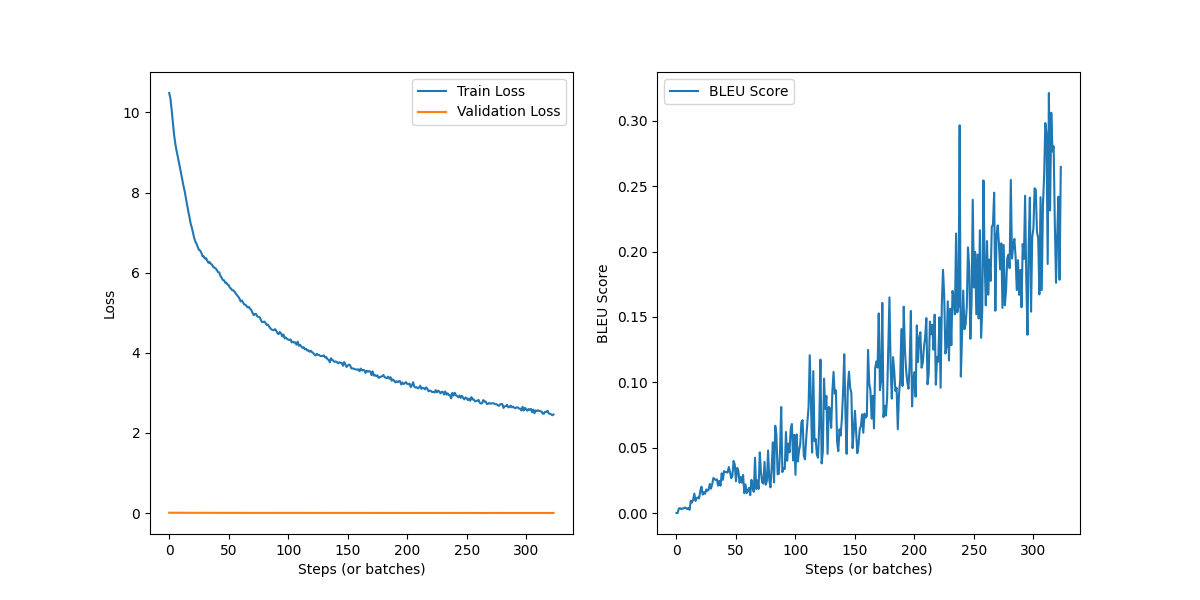 Train Loss
Validation Loss
10
8
6
4
2
0
Loss
0 50 100 150 200 250 300
Steps (or batches)
BLEU Score
0.30
0.25
0.20
0.15
0.10
0.05
0.00
BLEU Score
0 50 100 150 200 250 300
Steps (or batches)